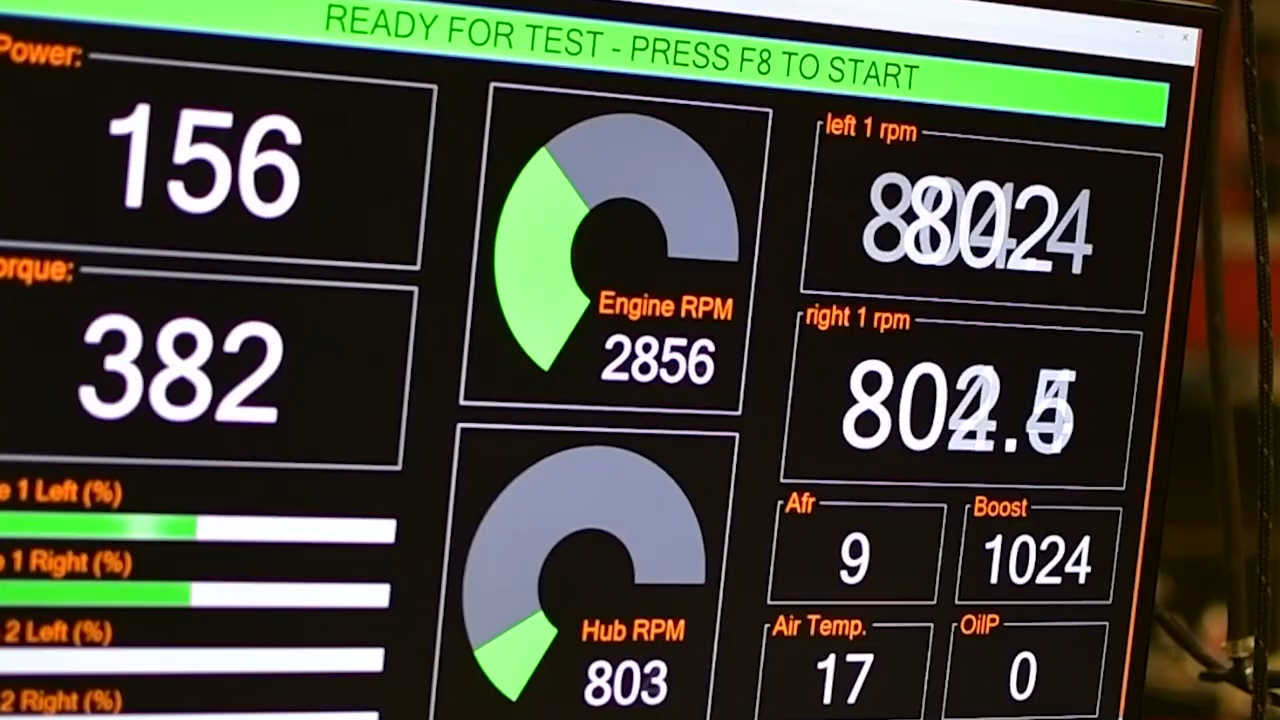 READY FOR TEST - PRESS F8 TO START
Power:
156
orque:
382
e 1 Left (%)
1 Right (%)
2 Left (%)
2 Right (%)
Engine RPM
2856
Hub RPM
803
left 1 rpm
right 1 rpm
Afr
9
Boost
1024
Air Temp.
17
OilP
0